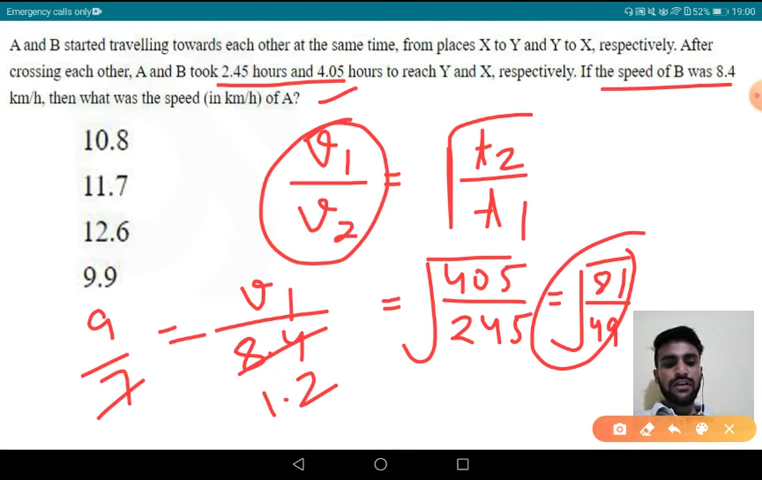 Emergency calls only 52% 19:00
A and B started travelling towards each other at the same time, from places X to Y and Y to X, respectively. After
crossing each other, A and B took 2.45 hours and 4.05 hours to reach Y and X, respectively. If the speed of B was 8.4
km/h, then what was the speed (in km/h) of A?
10.8
11.7
12.6
9.9
v1/v2 = √(t2/t1)
9/7 = v1/8.4 = √(405/245) = √(81/49)
1.2